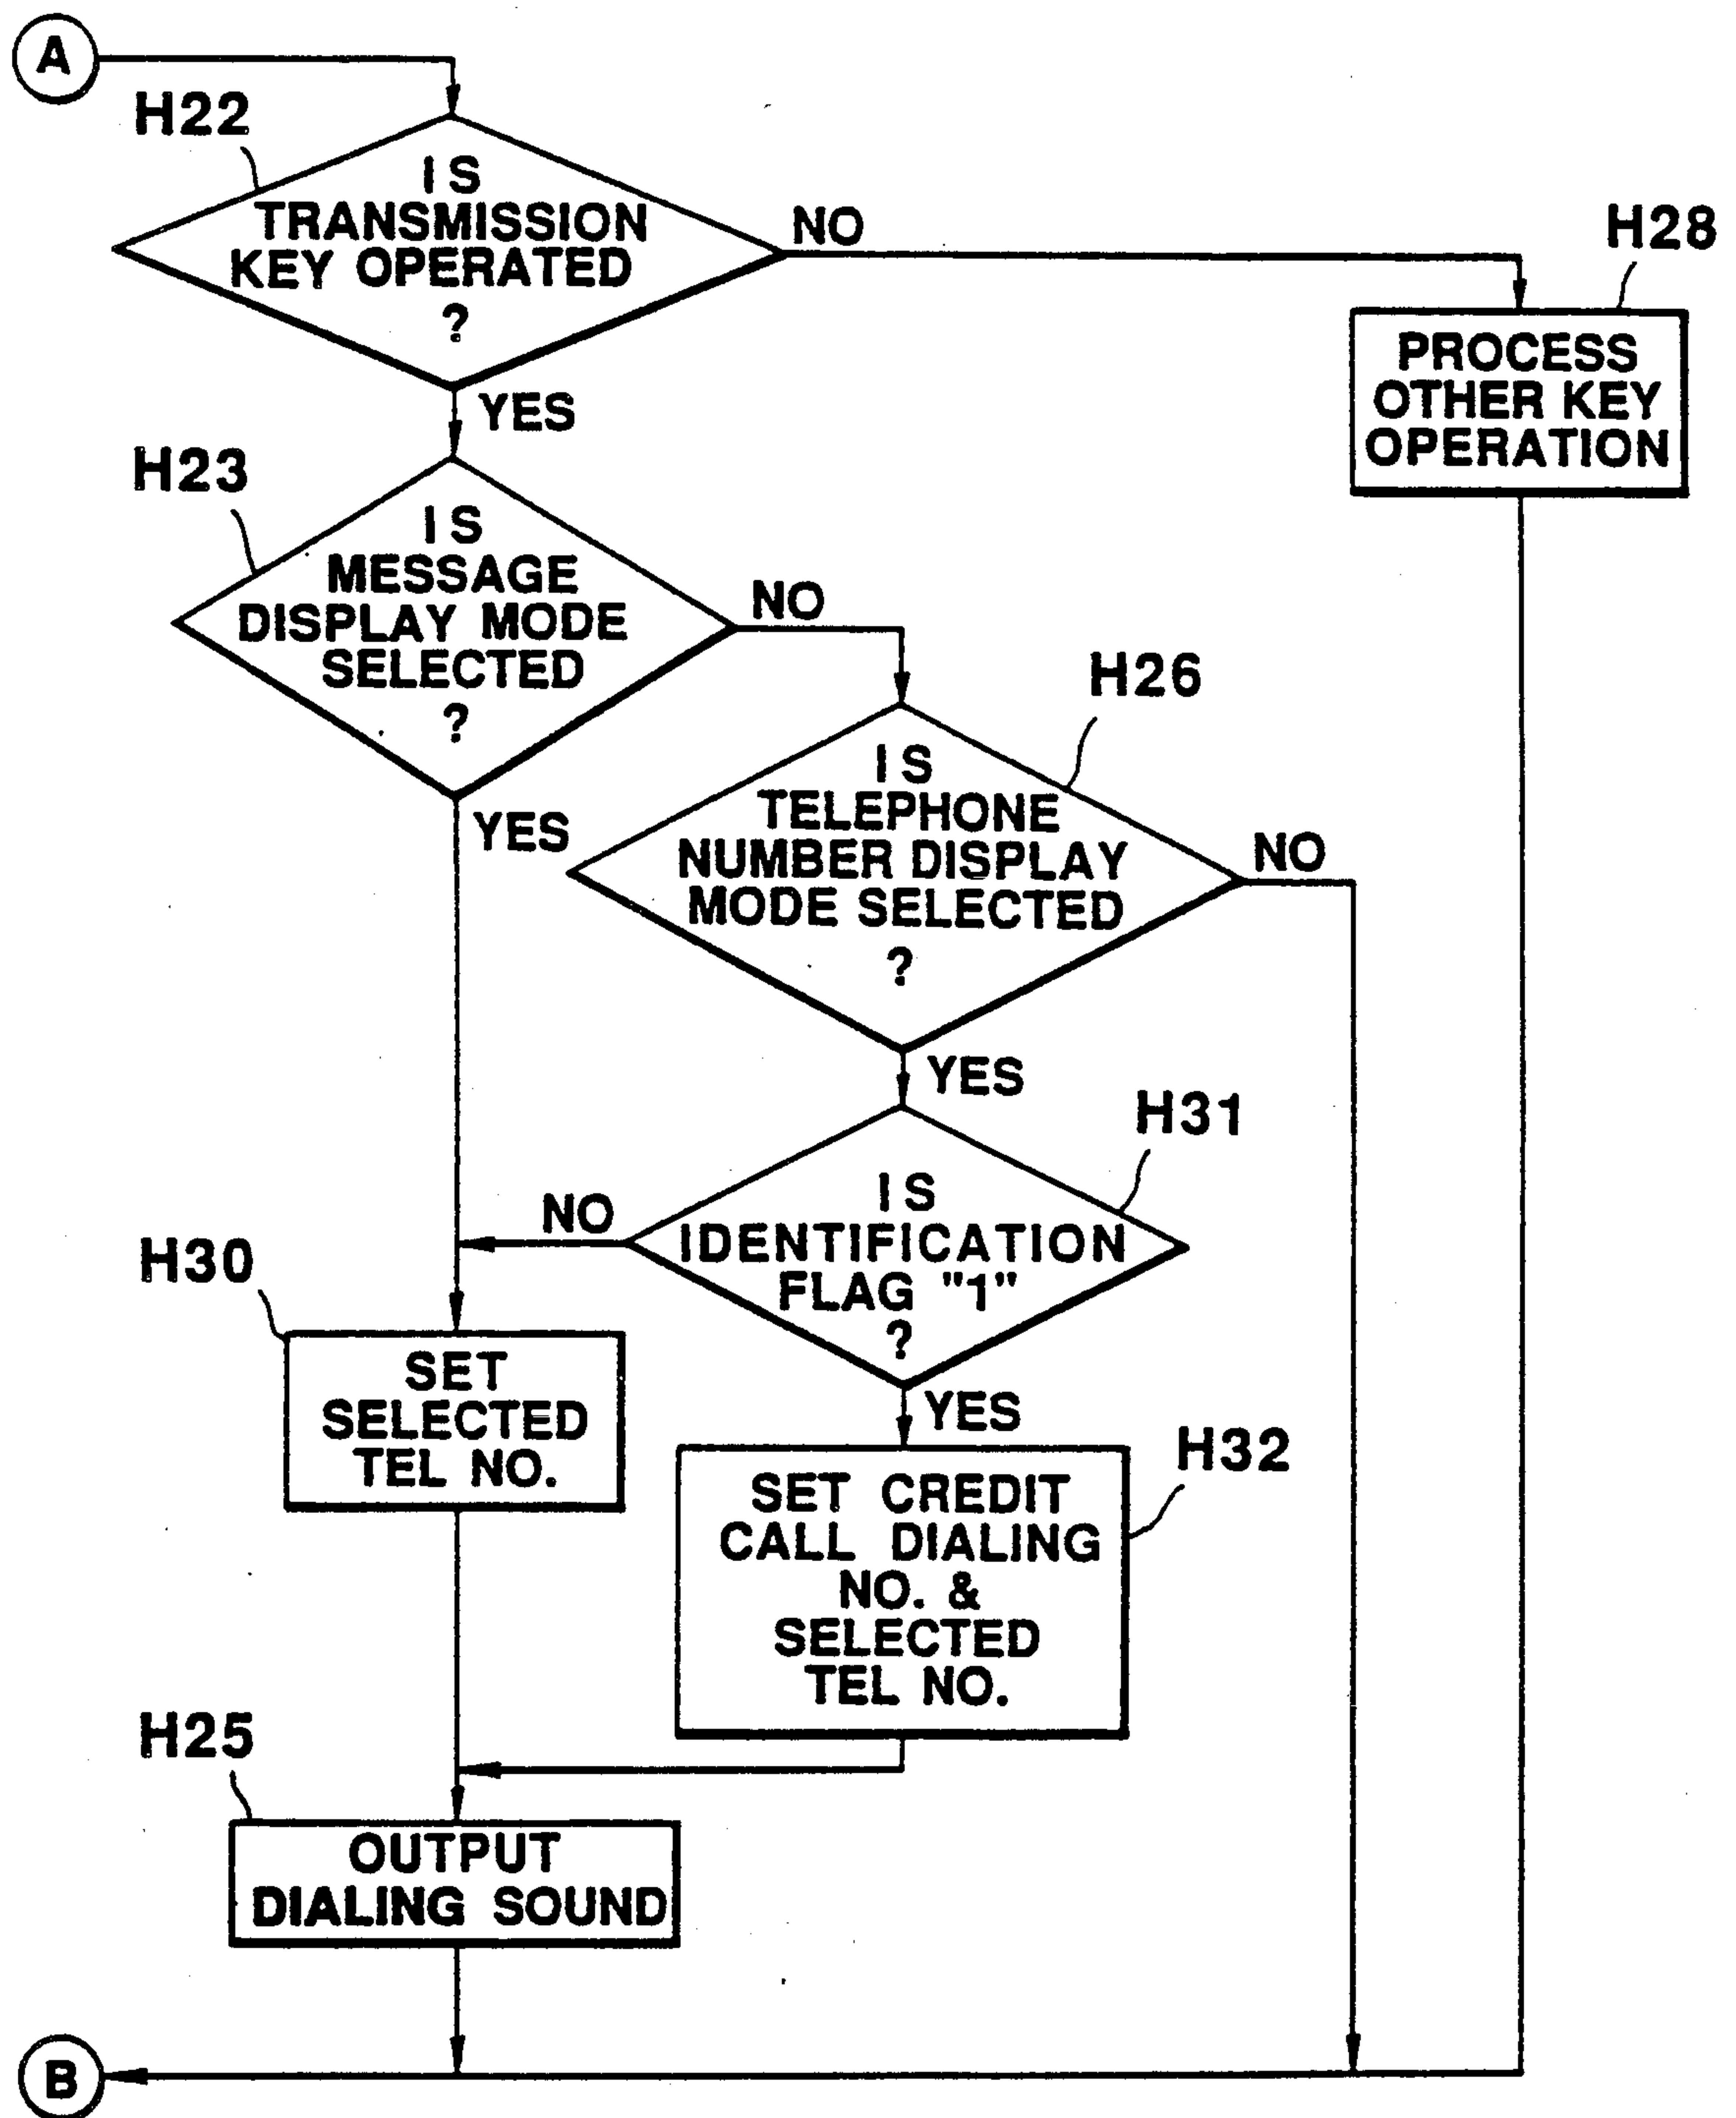 A
H22
IS
TRANSMISSION
KEY OPERATED
?
NO
H28
PROCESS
OTHER KEY
OPERATION
YES
H23
IS
MESSAGE
DISPLAY MODE
SELECTED
?
NO
H26
YES
IS
TELEPHONE
NUMBER DISPLAY
MODE SELECTED
?
NO
YES
H31
IS
IDENTIFICATION
FLAG "1"
?
NO
H30
SET
SELECTED
TEL NO.
YES
H32
SET CREDIT
CALL DIALING
NO. &
SELECTED
TEL NO.
H25
OUTPUT
DIALING SOUND
B